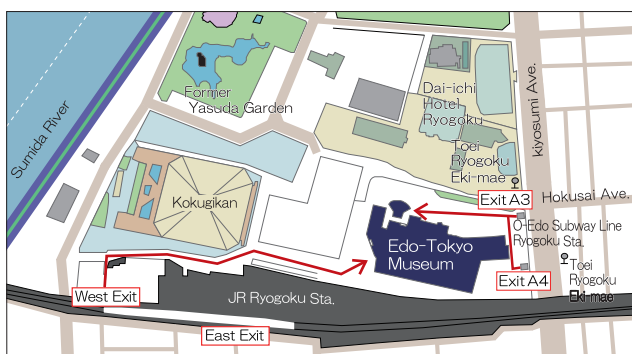 Sumida River
Former
Yasuda Garden
Kokugikan
Dai-ichi
Hotel
Ryogoku
Toei
Ryogoku
Eki-mae
kiyosumi Ave.
Exit A3
Hokusai Ave.
O-Edo Subway Line
Ryogoku Sta.
Edo-Tokyo
Museum
Exit A4
Toei
Ryogoku
Eki-mae
West Exit
JR Ryogoku Sta.
East Exit